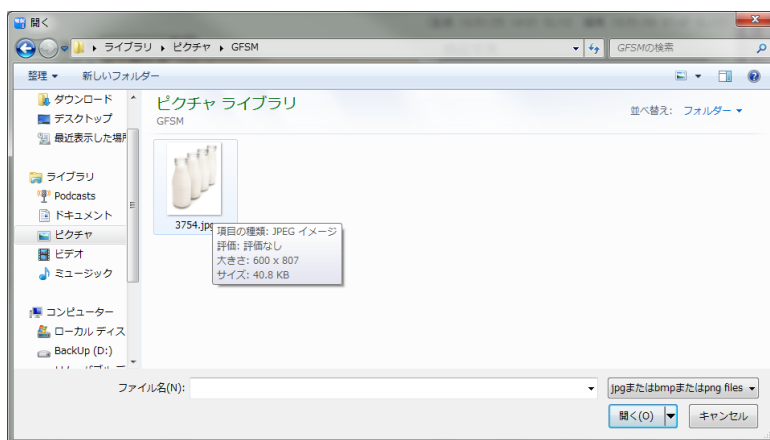 開く
ライブラリ ▸ ピクチャ ▸ GFSM
GFSMの検索
整理 ▼ 新しいフォルダー
ダウンロード
デスクトップ
最近表示した場所
ライブラリ
Podcasts
ドキュメント
ピクチャ
ビデオ
ミュージック
コンピューター
ローカル ディス
BackUp (D:)
ピクチャ ライブラリ
GFSM
並べ替え: フォルダー ▼
3754.jpg
項目の種類: JPEG イメージ
評価: 評価なし
大きさ: 600 x 807
サイズ: 40.8 KB
ファイル名(N):
jpgまたはbmpまたはpng files
開く(O)
キャンセル